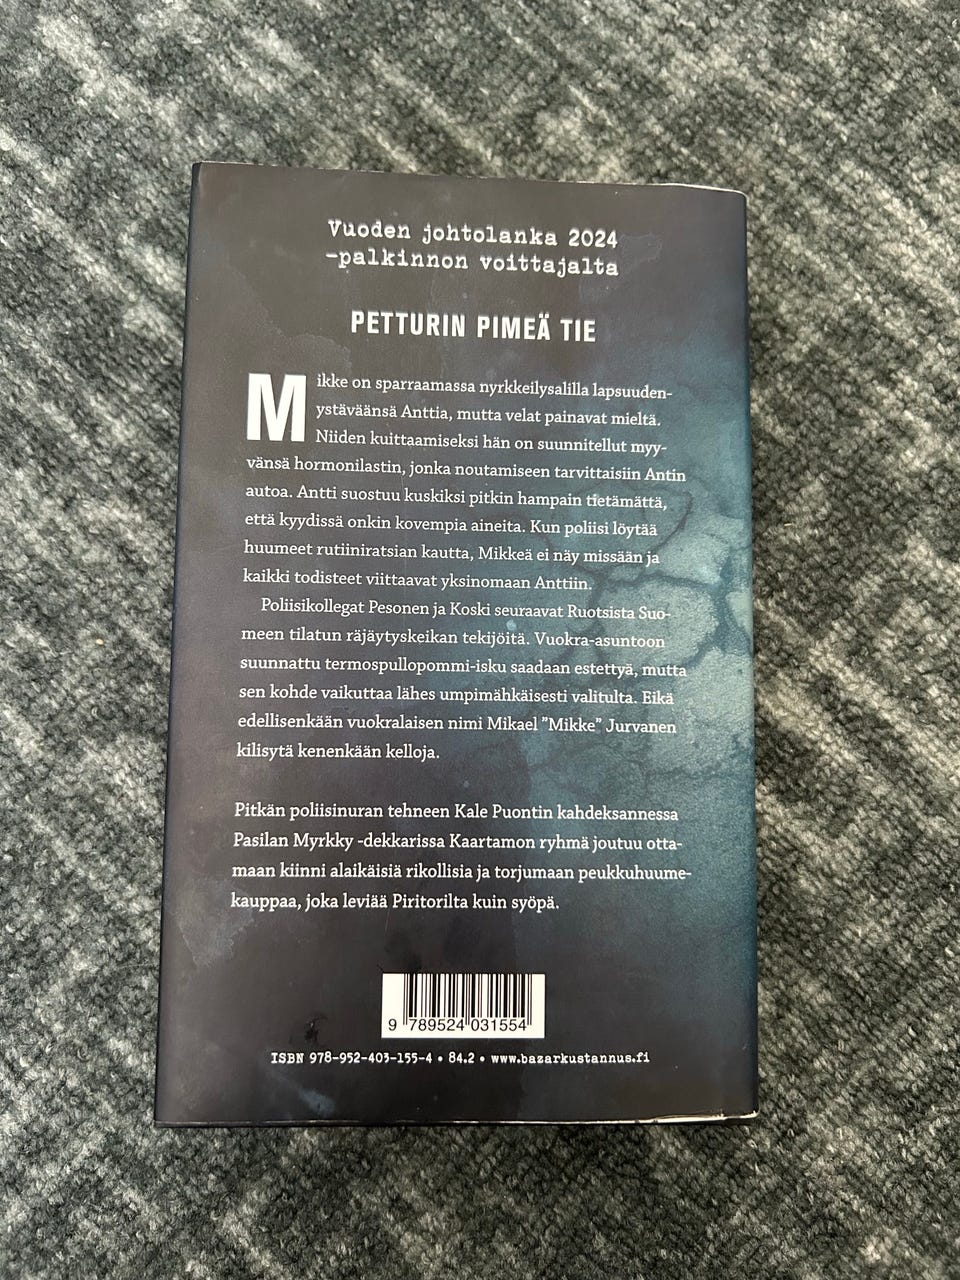 Vuoden johtolanka 2024
-palkinnon voittajalta
PETTURIN PIMEÄ TIE
Mikke on sparraamassa nyrkkeilysalilla lapsuuden-
ystäväänsä Anttia, mutta velat painavat mieltä.
Niiden kuittaamiseksi hän on suunnitellut myy-
vänsä hormonilastin, jonka noutamiseen tarvittaisiin Antin
autoa. Antti suostuu kuskiksi pitkin hampain tietämättä,
että kyydissä onkin kovempia aineita. Kun poliisi löytää
huumeet rutiiniratsian kautta, Mikkeä ei näy missään ja
kaikki todisteet viittaavat yksinomaan Anttiin.
Poliisikollegat Pesonen ja Koski seuraavat Ruotsista Suo-
meen tilatun räjäytyskeikan tekijöitä. Vuokra-asuntoon
suunnattu termospullopommi-isku saadaan estettyä, mutta
sen kohde vaikuttaa lähes umpimähkäisesti valitulta. Eikä
edellisenkään vuokralaisen nimi Mikael ”Mikke” Jurvanen
kilisytä kenenkään kelloja.
Pitkän poliisinuran tehneen Kale Puontin kahdeksannessa
Pasilan Myrkky -dekkarissa Kaartamon ryhmä joutuu otta-
maan kiinni alaikäisiä rikollisia ja torjumaan peukkuhuume-
kauppaa, joka leviää Piritorilta kuin syöpä.
9 789524 031554
ISBN 978-952-403-155-4 • 84.2 • www.bazarkustannus.fi